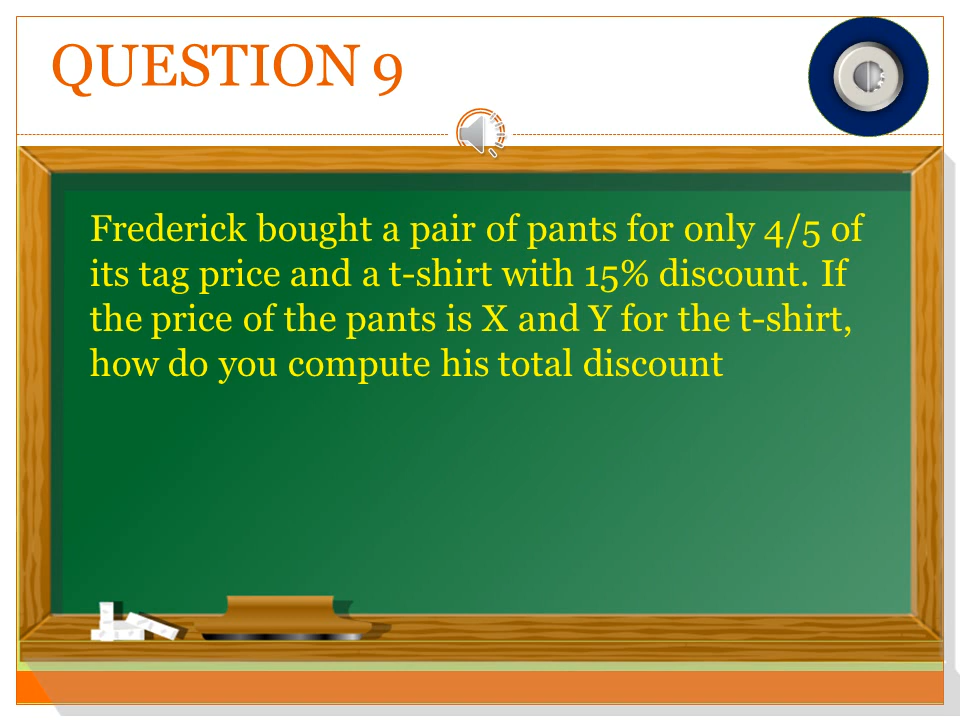 QUESTION 9
Frederick bought a pair of pants for only 4/5 of
its tag price and a t-shirt with 15% discount. If
the price of the pants is X and Y for the t-shirt,
how do you compute his total discount